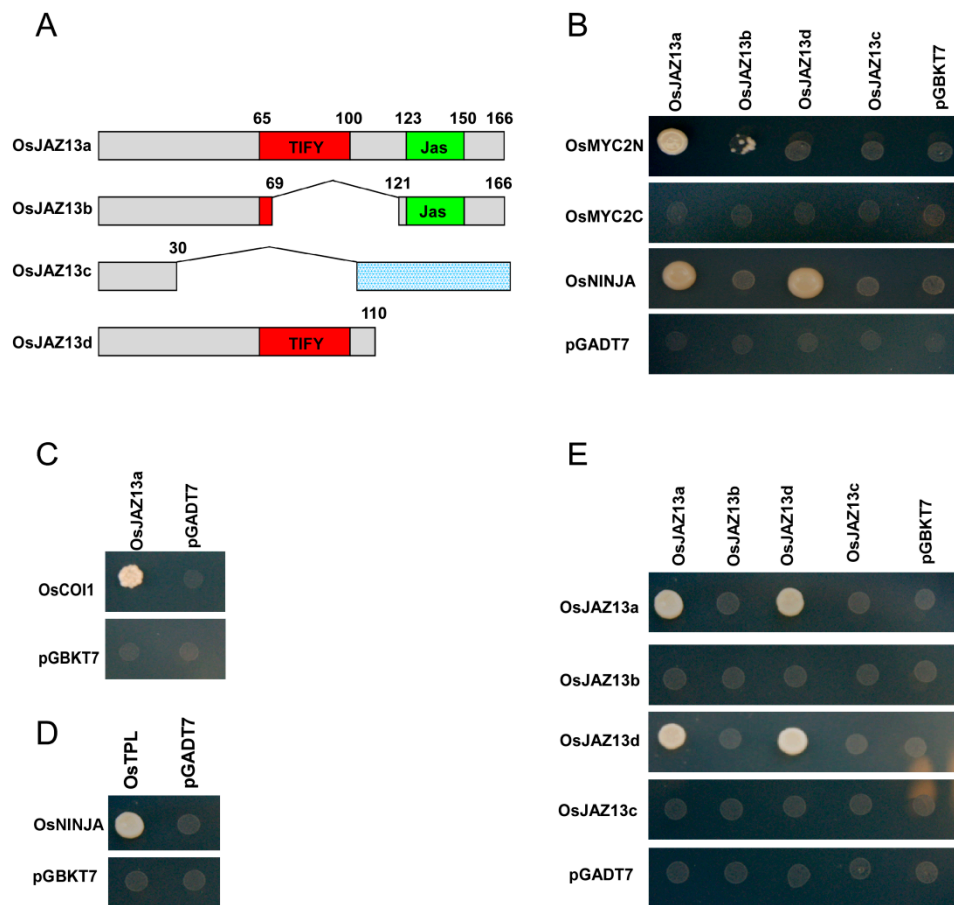 A
65 100 123 150 166
OsJAZ13a TIFY Jas
69 121 166
OsJAZ13b Jas
30
OsJAZ13c
110
OsJAZ13d TIFY
B
OsJAZ13a OsJAZ13b OsJAZ13d OsJAZ13c pGBKT7
OsMYC2N
OsMYC2C
OsNINJA
pGADT7
C
OsJAZ13a pGADT7
OsCOI1
pGBKT7
D
OsTPL pGADT7
OsNINJA
pGBKT7
E
OsJAZ13a OsJAZ13b OsJAZ13d OsJAZ13c pGBKT7
OsJAZ13a
OsJAZ13b
OsJAZ13d
OsJAZ13c
pGADT7